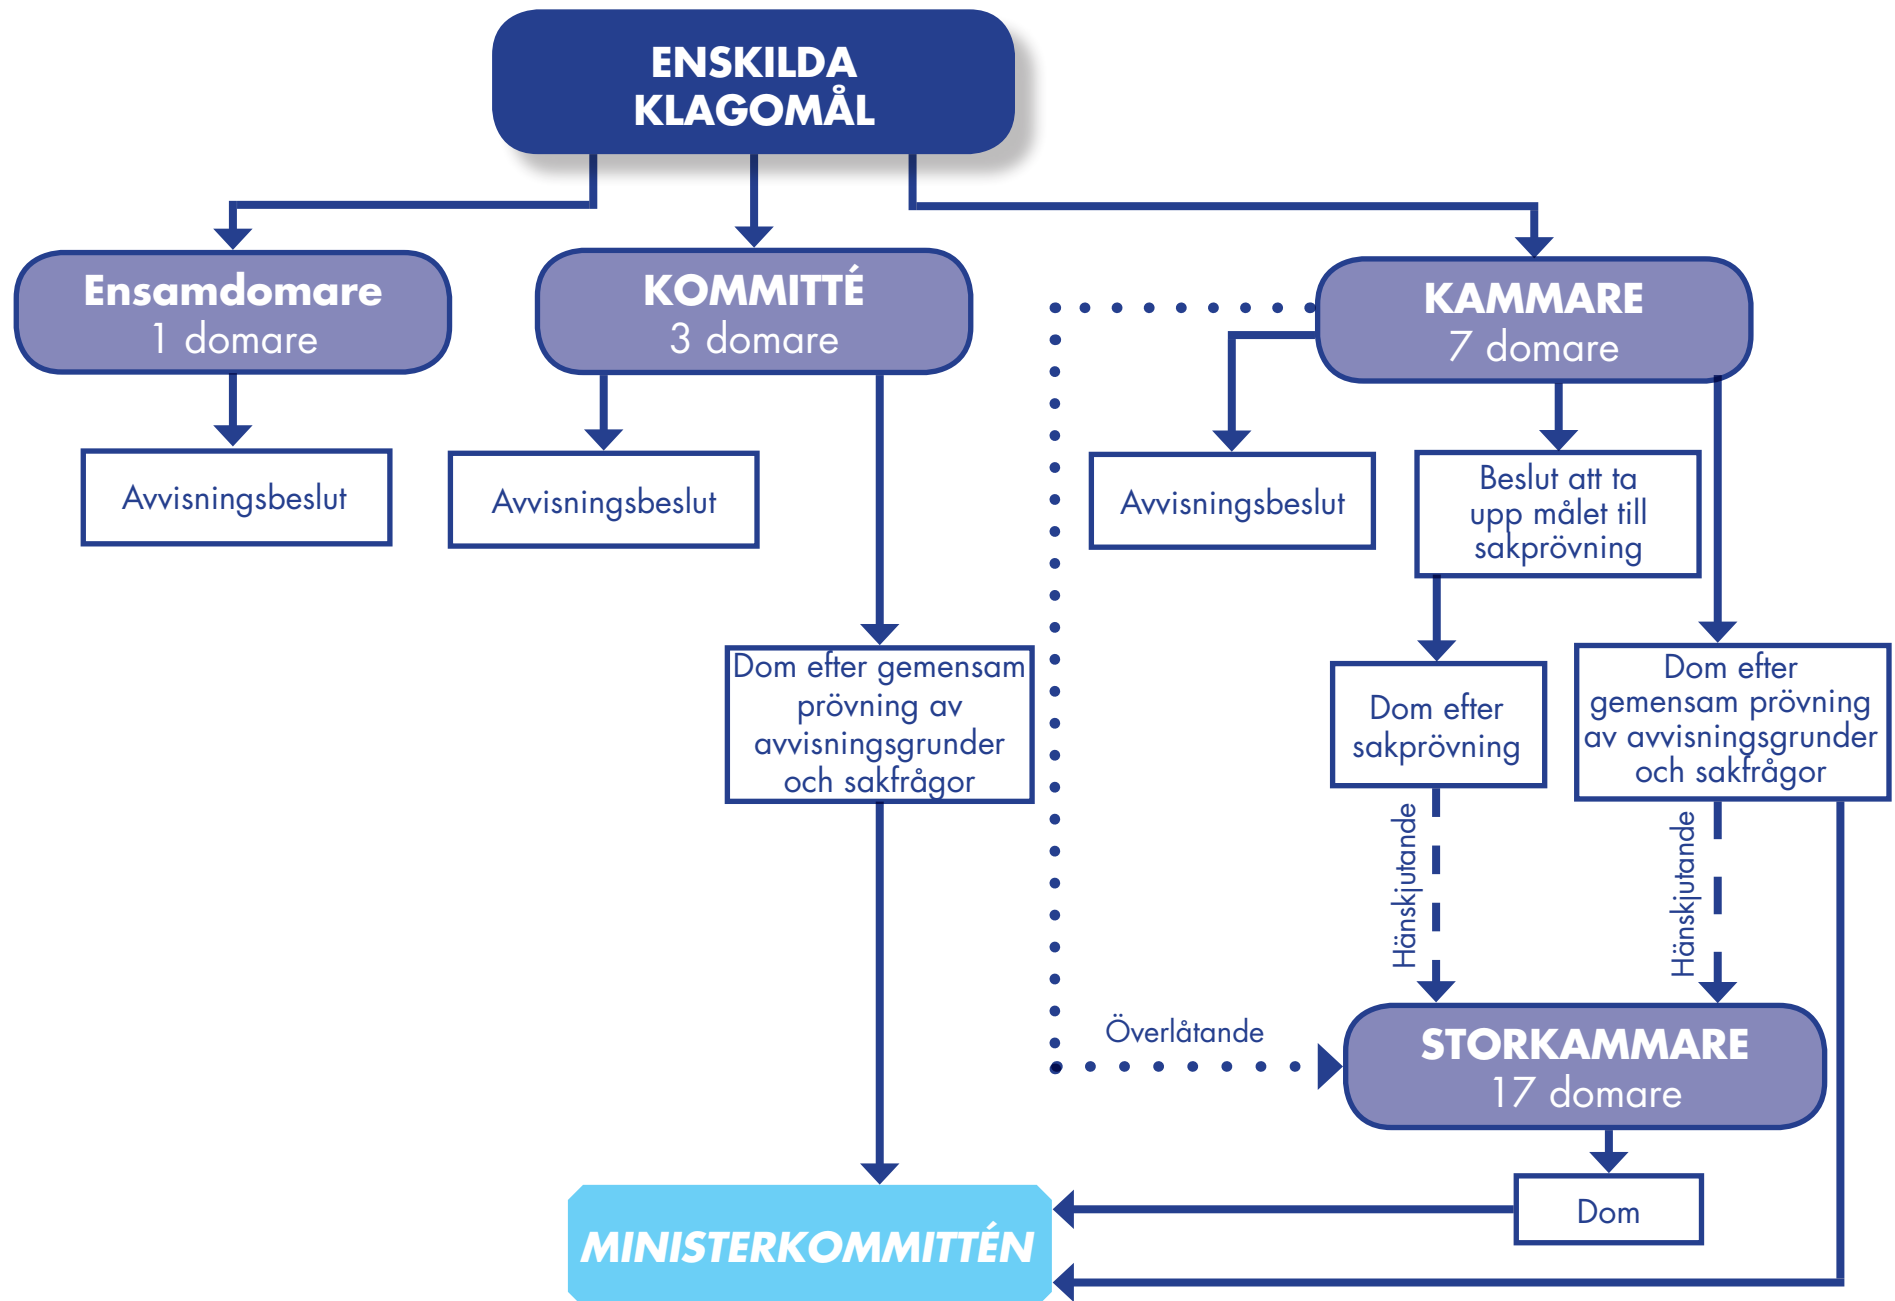 ENSKILDA
KLAGOMÅL
Ensamdomare
1 domare
KOMMITTÉ
3 domare
KAMMARE
7 domare
Avvisningsbeslut
Avvisningsbeslut
Avvisningsbeslut
Beslut att ta
upp målet till
sakprövning
Dom efter gemensam
prövning av
avvisningsgrunder
och sakfrågor
Dom efter
sakprövning
Dom efter
gemensam prövning
av avvisningsgrunder
och sakfrågor
Hänskjutande
Hänskjutande
Överlåtande
STORKAMMARE
17 domare
Dom
MINISTERKOMMITTÉN